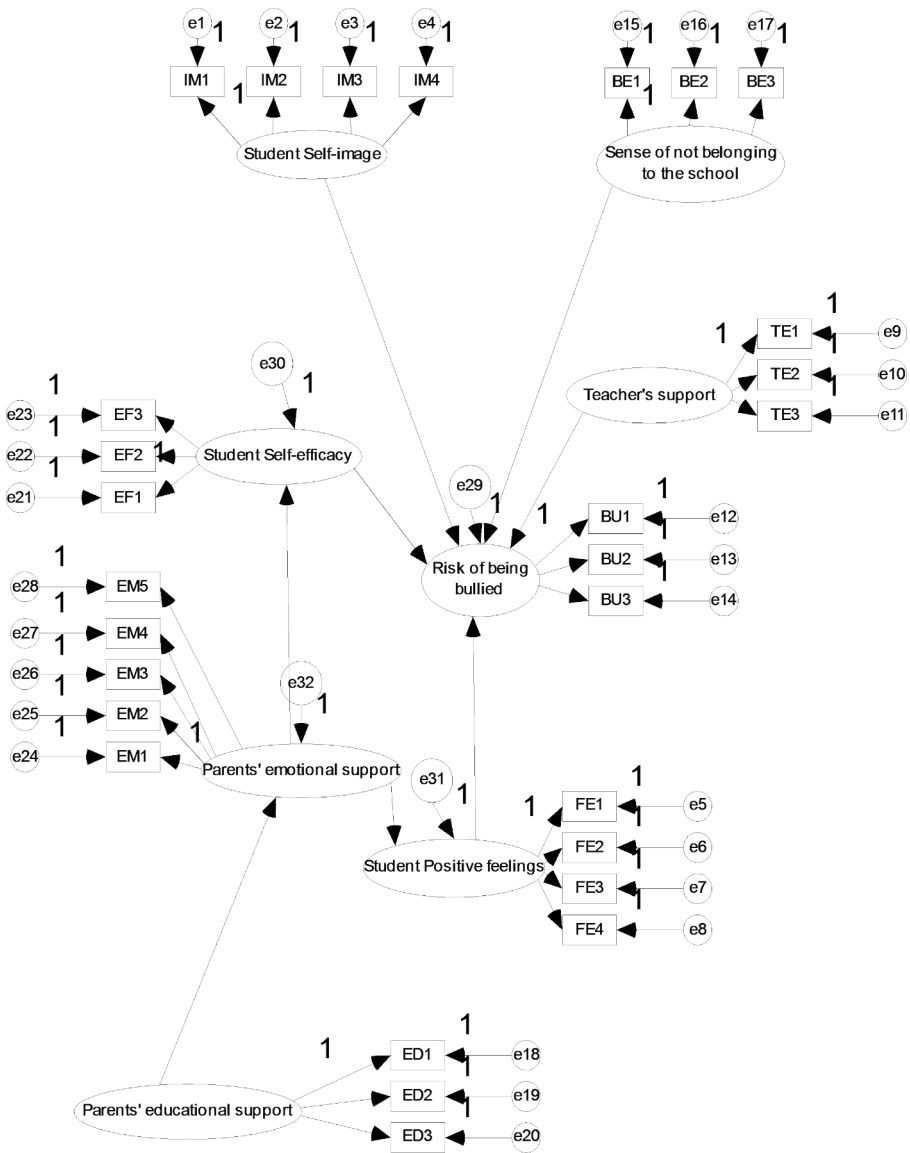 e1 e2 e3 e4 e15 e16 e17
1 1 1 1 1 1 1
IM1 IM2 IM3 IM4 BE1 BE2 BE3
1 1
Student Self-image
Sense of not belonging
to the school
1
1 TE1 e9
1
TE2 e10
1
TE3 e11
Teacher's support
e30
1
1
e23 EF3
1
e22 EF2 1
1
e21 EF1
Student Self-efficacy
e29
1
1
1 BU1 e12
1
BU2 e13
1
BU3 e14
Risk of being
bullied
1
e28 EM5
1
e27 EM4
1
e26 EM3
1
e25 EM2
1
e24 EM1
1
e32
1
Parents' emotional support
e31
1
Student Positive feelings
1
1 FE1 e5
1
FE2 e6
1
FE3 e7
1
FE4 e8
1
1 ED1 e18
1
ED2 e19
1
ED3 e20
Parents' educational support